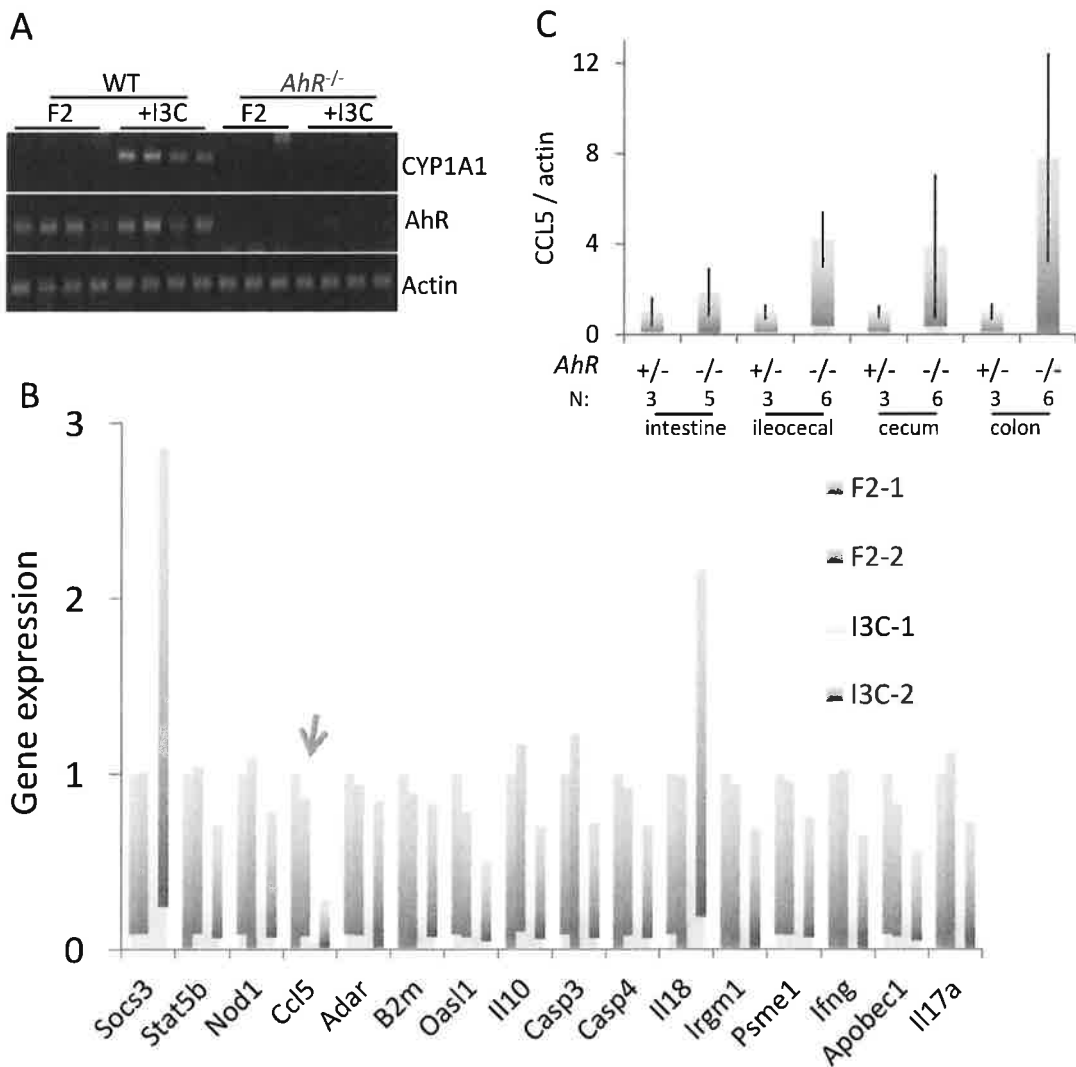 A
WT AhR-/-
F2 +I3C F2 +I3C
CYP1A1
AhR
Actin
C
CCL5 / actin
12
8
4
0
AhR +/- -/- +/- -/- +/- -/- +/- -/-
N: 3 5 3 6 3 6 3 6
intestine ileocecal cecum colon
B
Gene expression
3
2
1
0
F2-1
F2-2
I3C-1
I3C-2
Socs3 Stat5b Nod1 Ccl5 Adar B2m Oasl1 Il10 Casp3 Casp4 Il18 Irgm1 Psme1 Ifng Apobec1 Il17a